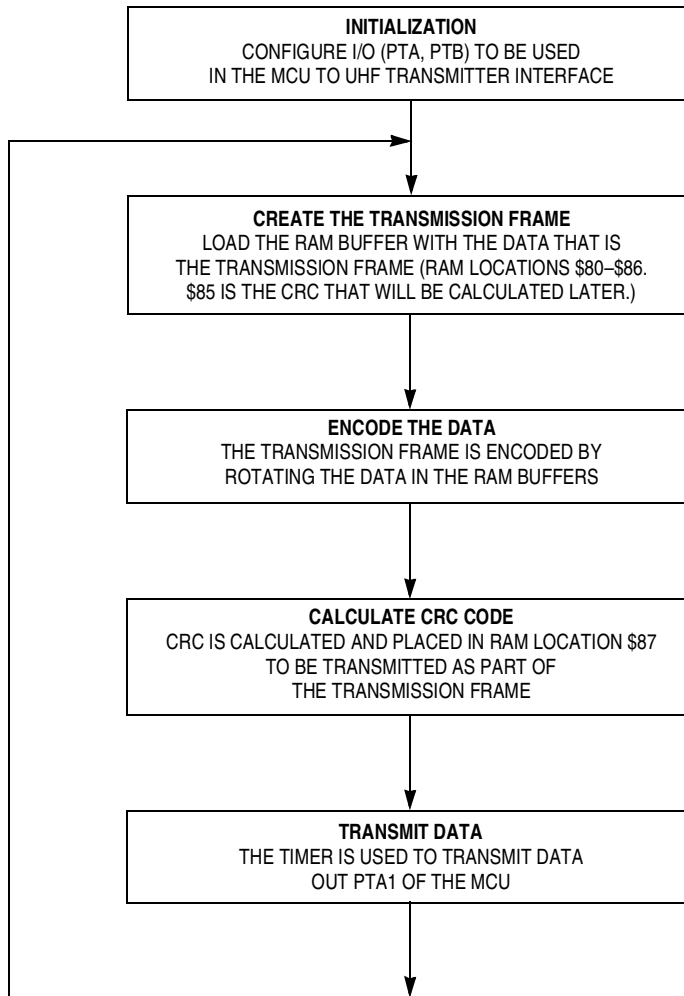 INITIALIZATION
CONFIGURE I/O (PTA, PTB) TO BE USED
IN THE MCU TO UHF TRANSMITTER INTERFACE
CREATE THE TRANSMISSION FRAME
LOAD THE RAM BUFFER WITH THE DATA THAT IS
THE TRANSMISSION FRAME (RAM LOCATIONS $80–$86.
$85 IS THE CRC THAT WILL BE CALCULATED LATER.)
ENCODE THE DATA
THE TRANSMISSION FRAME IS ENCODED BY
ROTATING THE DATA IN THE RAM BUFFERS
CALCULATE CRC CODE
CRC IS CALCULATED AND PLACED IN RAM LOCATION $87
TO BE TRANSMITTED AS PART OF
THE TRANSMISSION FRAME
TRANSMIT DATA
THE TIMER IS USED TO TRANSMIT DATA
OUT PTA1 OF THE MCU